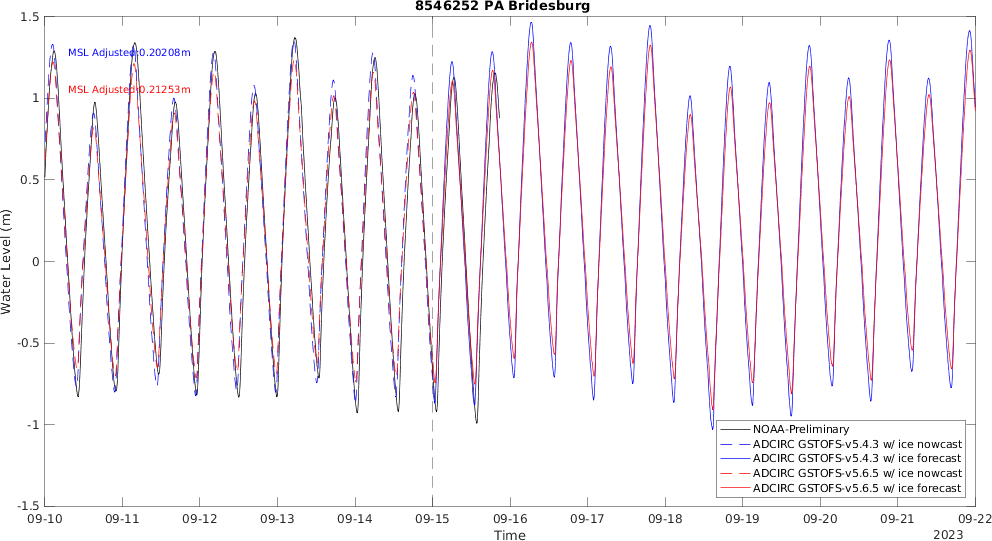 8546252 PA Bridesburg
1.5
MSL Adjusted:0.20208m
MSL Adjusted:0.21253m
1
0.5
Water Level (m)
0
-0.5
-1
NOAA-Preliminary
ADCIRC GSTOFS-v5.4.3 w/ ice nowcast
ADCIRC GSTOFS-v5.4.3 w/ ice forecast
ADCIRC GSTOFS-v5.6.5 w/ ice nowcast
ADCIRC GSTOFS-v5.6.5 w/ ice forecast
-1.5
09-10 09-11 09-12 09-13 09-14 09-15 09-16 09-17 09-18 09-19 09-20 09-21 09-22
Time
2023